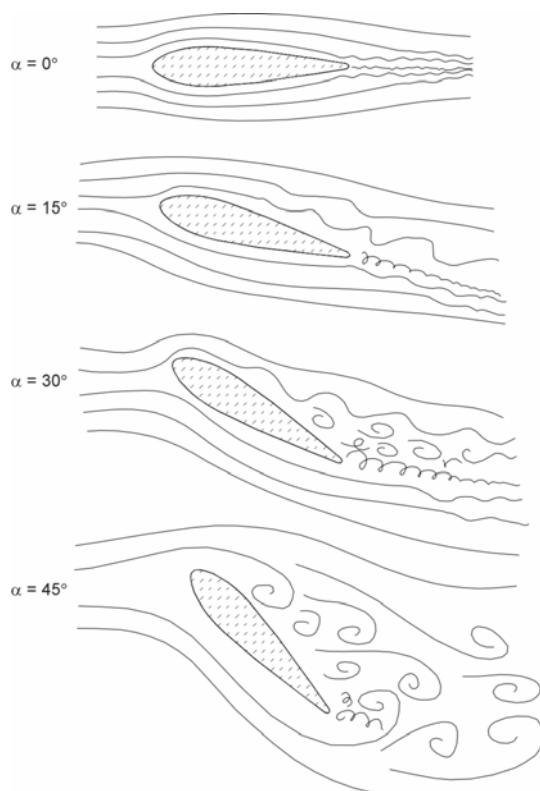 α = 0°
α = 15°
α = 30°
α = 45°